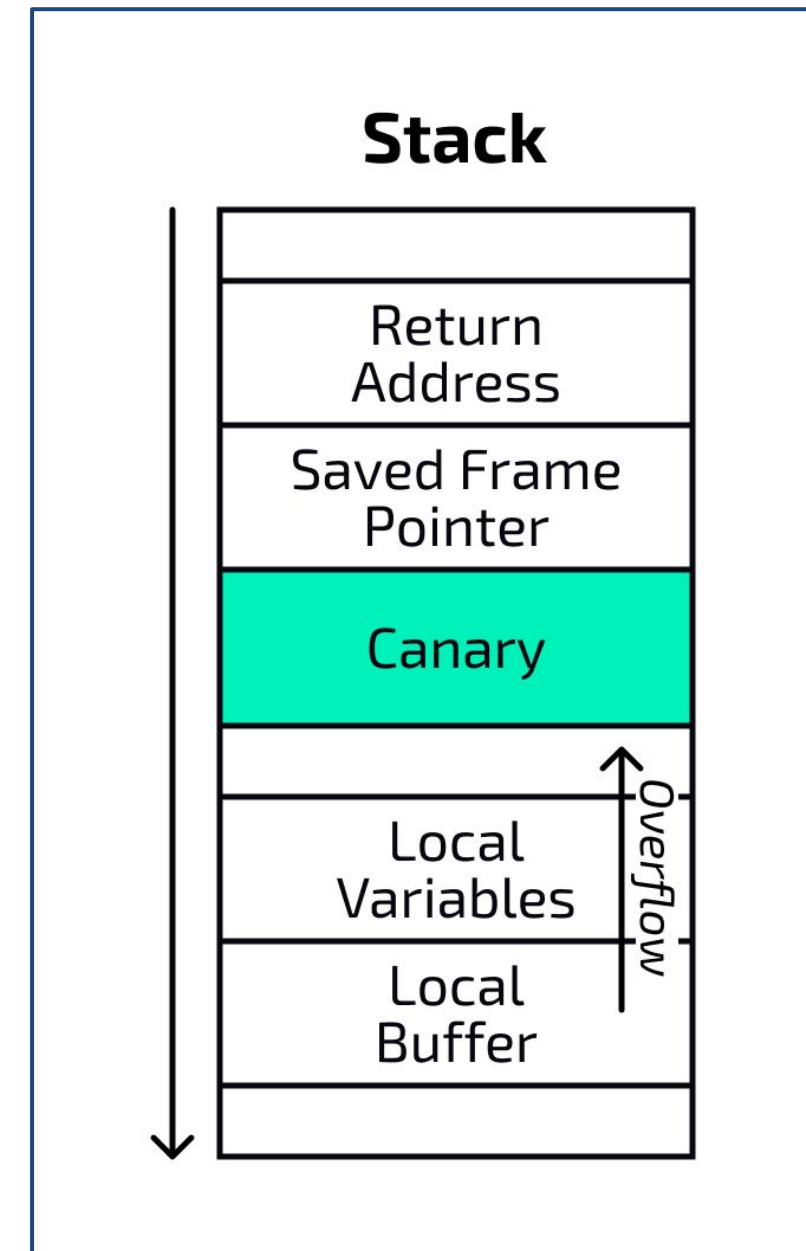 Stack
Return
Address
Saved Frame
Pointer
Canary
Overflow
Local
Variables
Local
Buffer